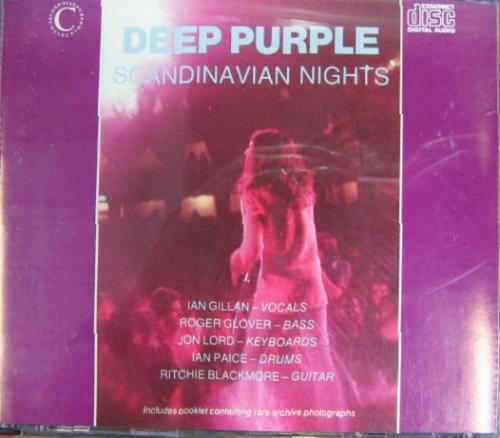 C
COMPACT
disc
DIGITAL AUDIO
DEEP PURPLE
SCANDINAVIAN NIGHTS
IAN GILLAN – VOCALS
ROGER GLOVER – BASS
JON LORD – KEYBOARDS
IAN PAICE – DRUMS
RITCHIE BLACKMORE – GUITAR
Includes booklet containing rare archive photographs